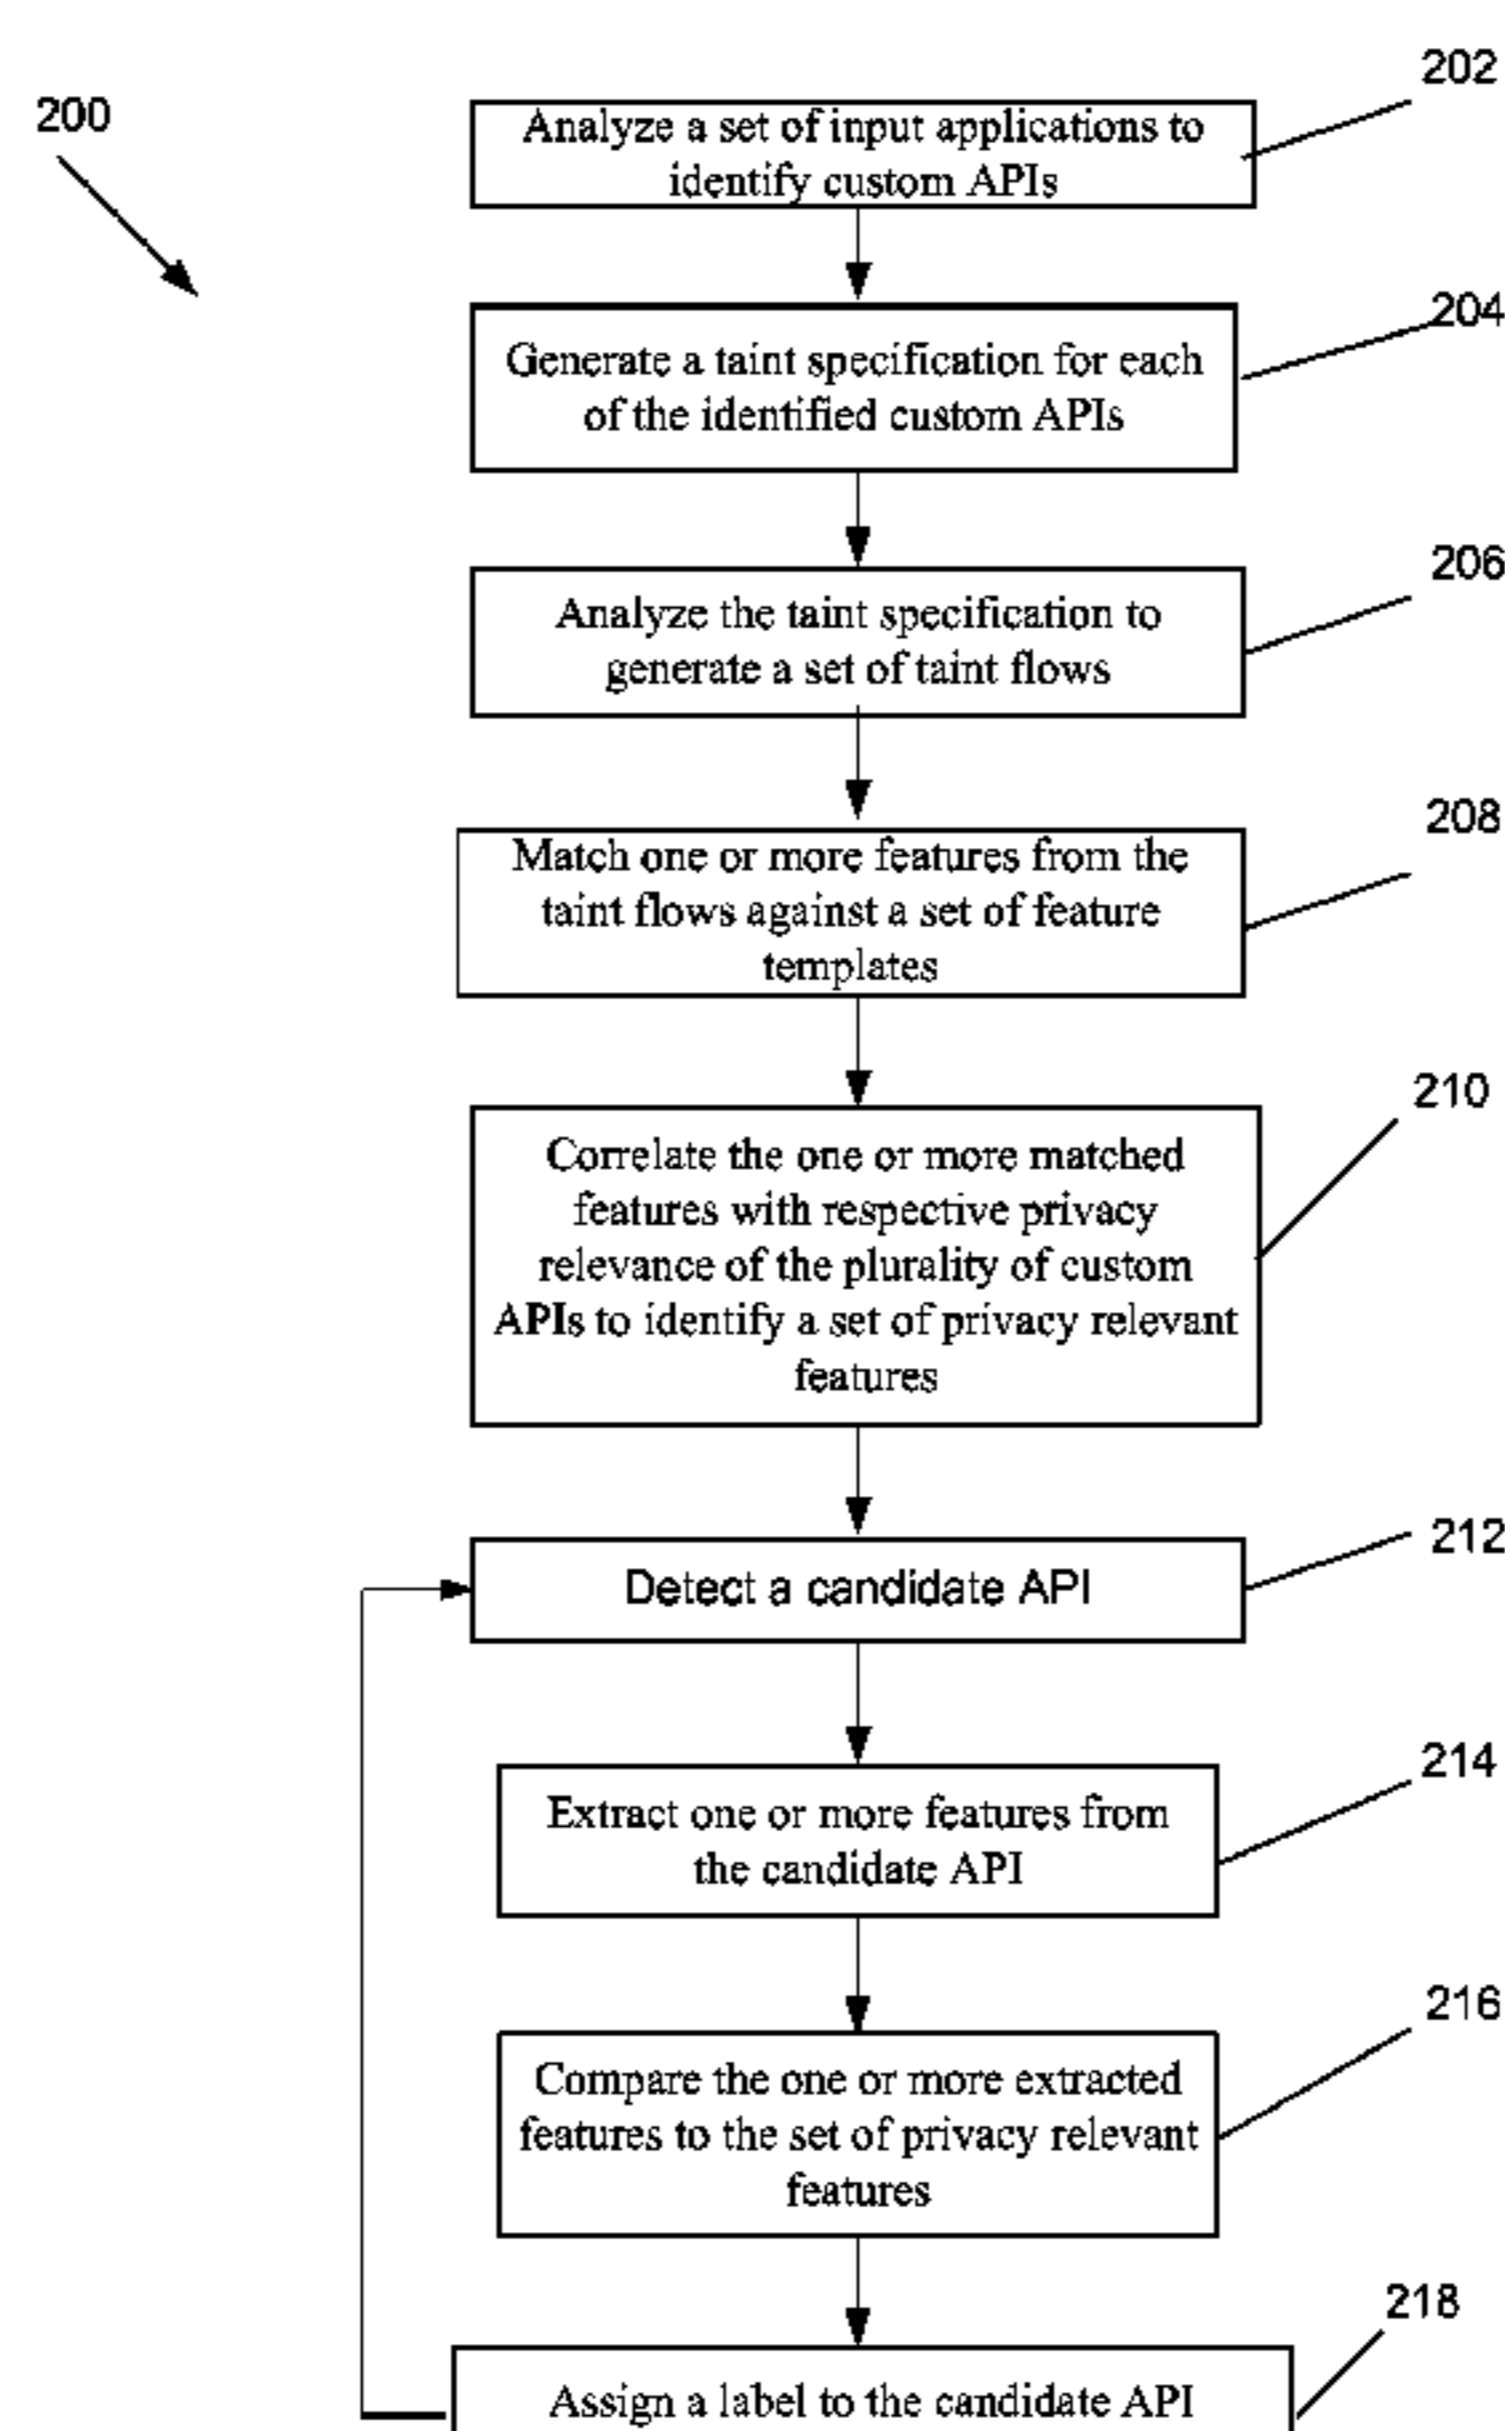 202
200
Analyze a set of input applications to
identify custom APIs
204
Generate a taint specification for each
of the identified custom APIs
206
Analyze the taint specification to
generate a set of taint flows
208
Match one or more features from the
taint flows against a set of feature
templates
210
Correlate the one or more matched
features with respective privacy
relevance of the plurality of custom
APIs to identify a set of privacy relevant
features
212
Detect a candidate API
214
Extract one or more features from
the candidate API
216
Compare the one or more extracted
features to the set of privacy relevant
features
218
Assign a label to the candidate API